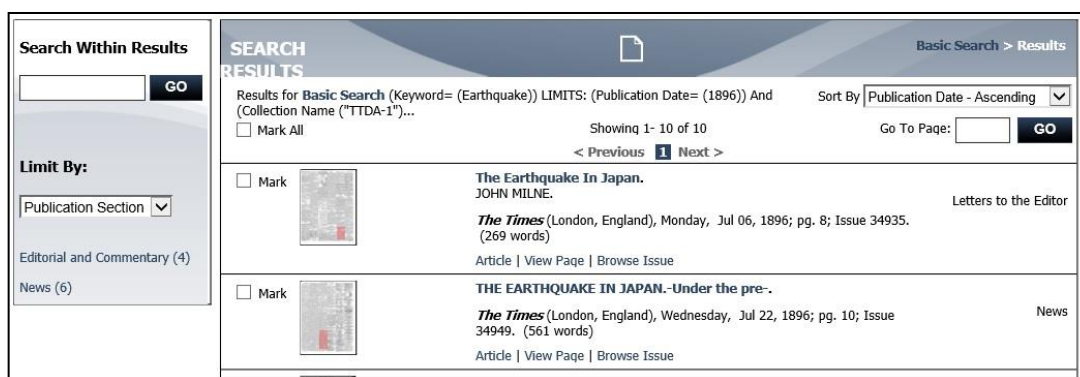 Search Within Results
GO
Limit By:
Publication Section
Editorial and Commentary (4)
News (6)
SEARCH
RESULTS
Basic Search > Results
Results for Basic Search (Keyword= (Earthquake)) LIMITS: (Publication Date= (1896)) And
(Collection Name ("TTDA-1")...
Sort By Publication Date - Ascending
Mark All
Showing 1- 10 of 10
Go To Page: GO
< Previous 1 Next >
Mark
The Earthquake In Japan.
JOHN MILNE.
Letters to the Editor
The Times (London, England), Monday, Jul 06, 1896; pg. 8; Issue 34935.
(269 words)
Article | View Page | Browse Issue
Mark
THE EARTHQUAKE IN JAPAN.-Under the pre-.
The Times (London, England), Wednesday, Jul 22, 1896; pg. 10; Issue
34949. (561 words)
News
Article | View Page | Browse Issue